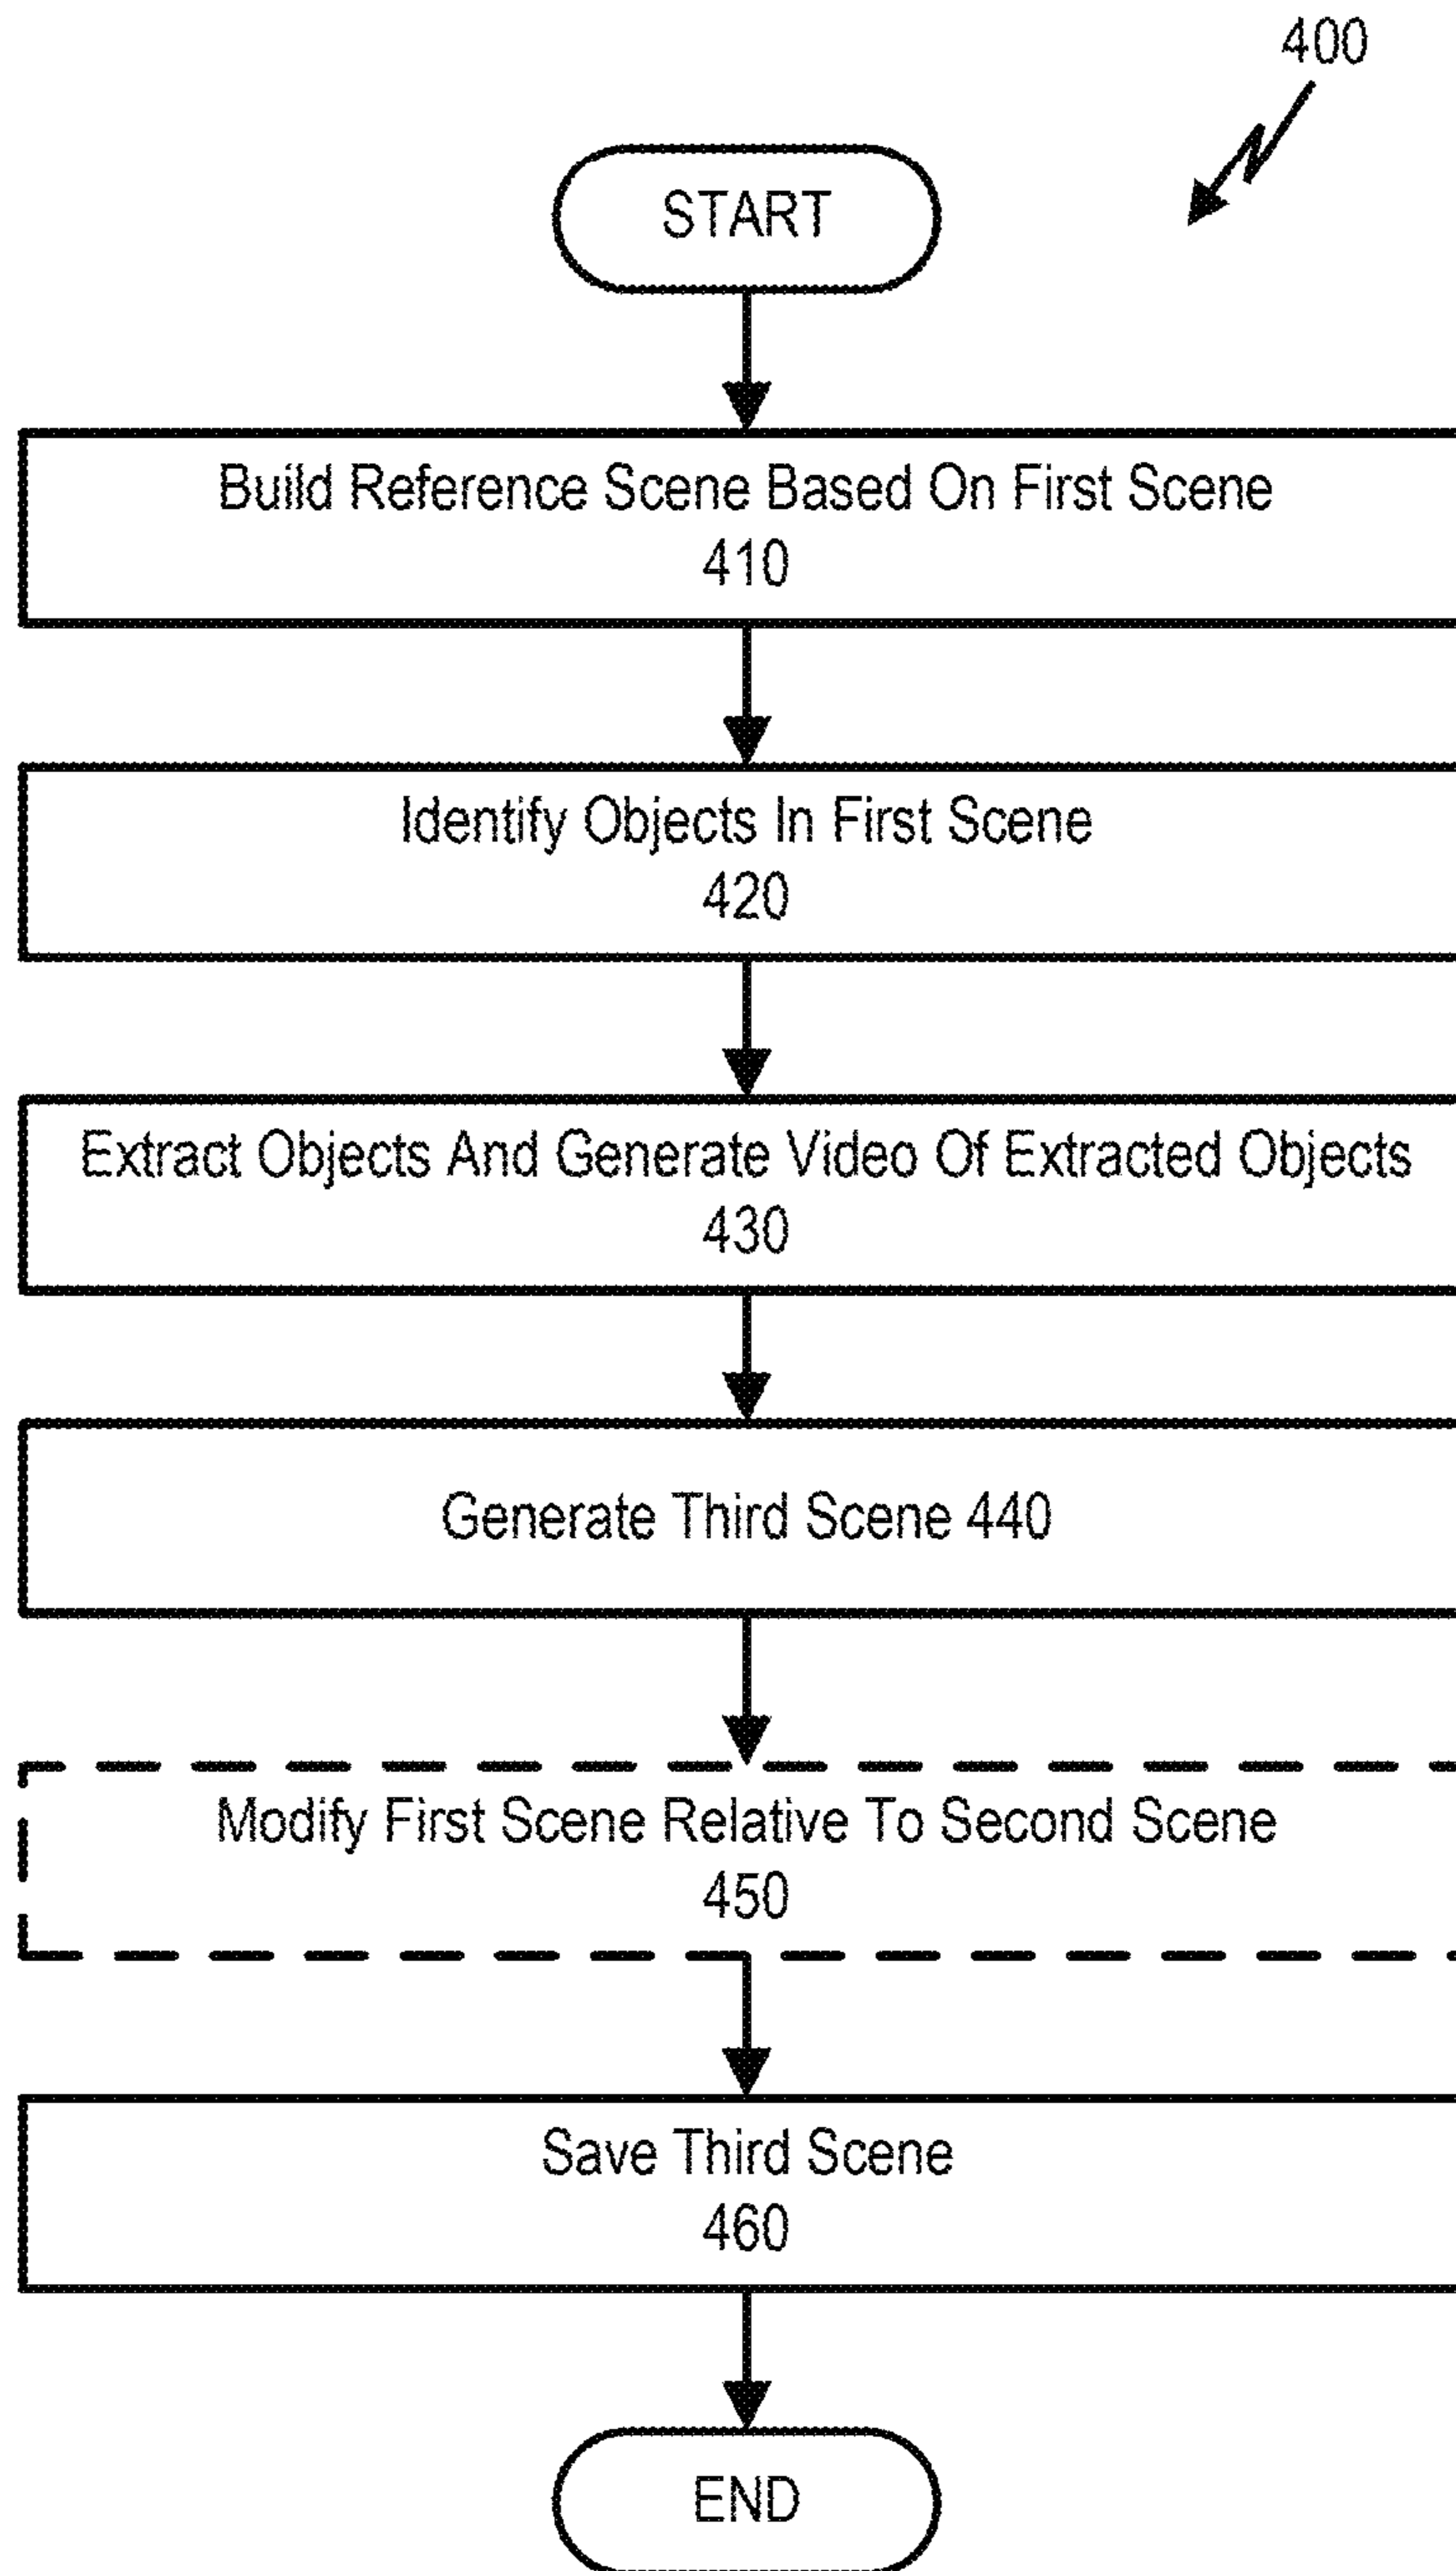 400
START
Build Reference Scene Based On First Scene
410
Identify Objects In First Scene
420
Extract Objects And Generate Video Of Extracted Objects
430
Generate Third Scene 440
Modify First Scene Relative To Second Scene
450
Save Third Scene
460
END